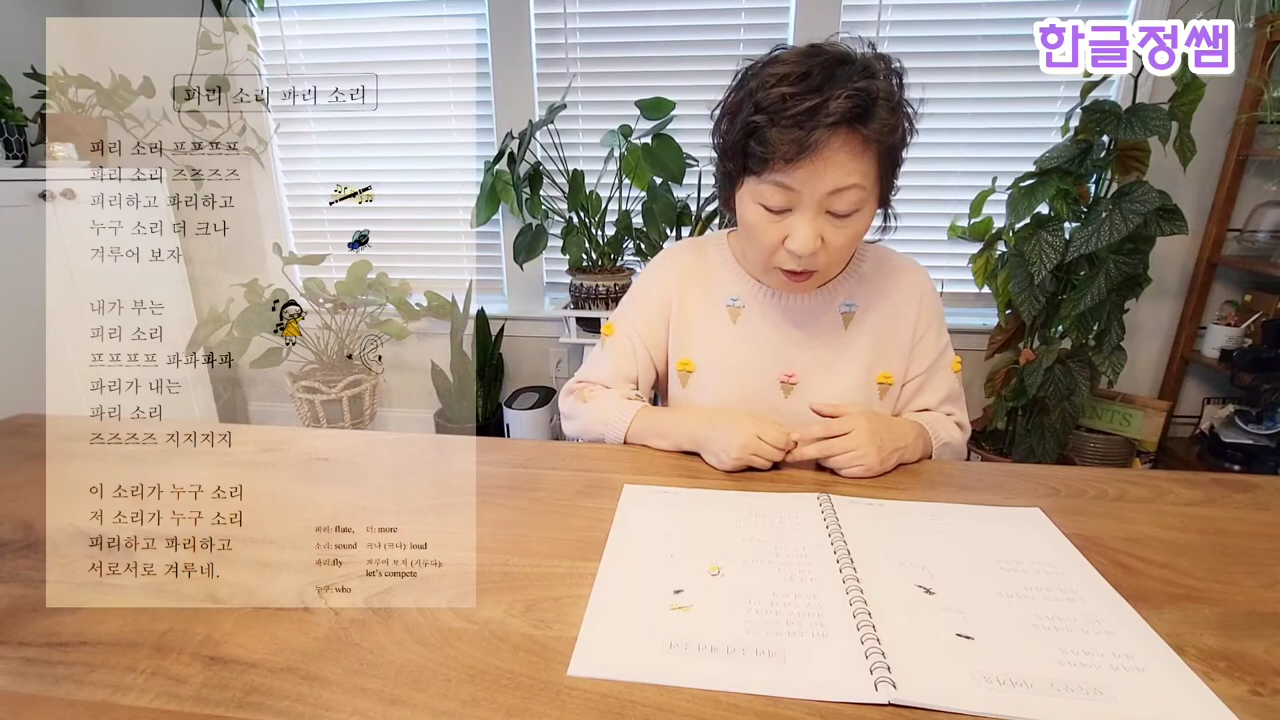 한글정쌤
피리 소리 파리 소리
피리 소리 프프프프
파리 소리 즈즈즈즈
피리하고 파리하고
누구 소리 더 크나
겨루어 보자
내가 부는
피리 소리
프프프프 파파파파
파리가 내는
파리 소리
즈즈즈즈 지지지지
이 소리가 누구 소리
저 소리가 누구 소리
피리하고 파리하고
서로서로 겨루네.
피리: flute, 더: more
소리: sound 크나 (크다): loud
파리:fly 겨루어 보자 (겨루다):
let's compete
누구: who